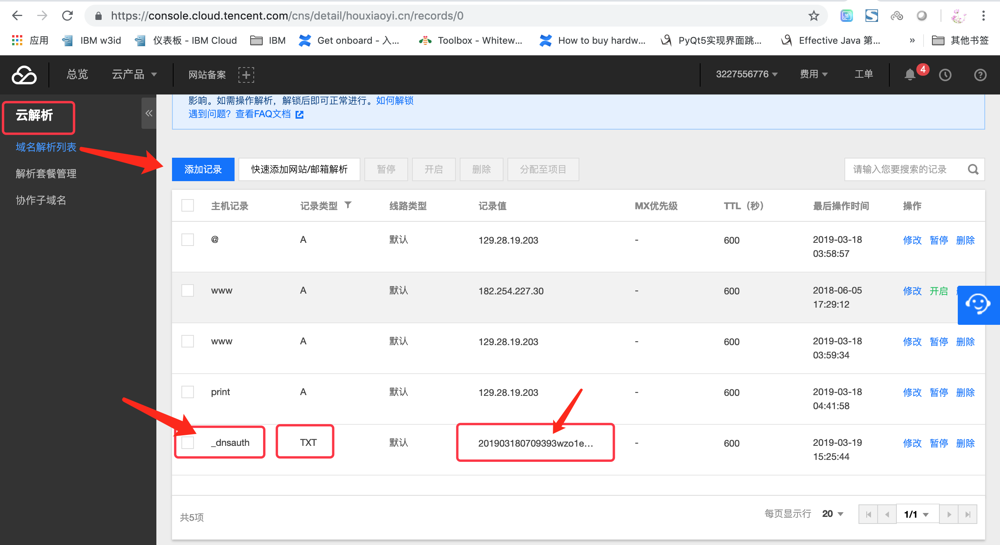 https://console.cloud.tencent.com/cns/detail/houxiaoyi.cn/records/0
应用 IBM w3id 仪表板 - IBM Cloud IBM Get onboard - 入... Toolbox - Whitew... How to buy hardw... PyQt5实现界面跳... Effective Java 第... » 其他书签
总览 云产品 网站备案 3227556776 费用 工单 4
云解析
域名解析列表
解析套餐管理
协作子域名
影响。如需操作解析，解锁后即可正常进行。如何解锁
遇到问题？查看FAQ文档
添加记录 快速添加网站/邮箱解析 暂停 开启 删除 分配至项目 请输入您要搜索的记录
主机记录 记录类型 线路类型 记录值 MX优先级 TTL（秒） 最后操作时间 操作
@ A 默认 129.28.19.203 - 600 2019-03-18 修改 暂停 删除
03:58:57
www A 默认 182.254.227.30 - 600 2018-06-05 修改 开启
17:29:12
www A 默认 129.28.19.203 - 600 2019-03-18 修改 暂停 删除
03:59:34
print A 默认 129.28.19.203 - 600 2019-03-18 修改 暂停 删除
04:41:58
_dnsauth TXT 默认 201903180709393wzo1e... - 600 2019-03-19 修改 暂停 删除
15:25:44
共5项 每页显示行 20 1/1